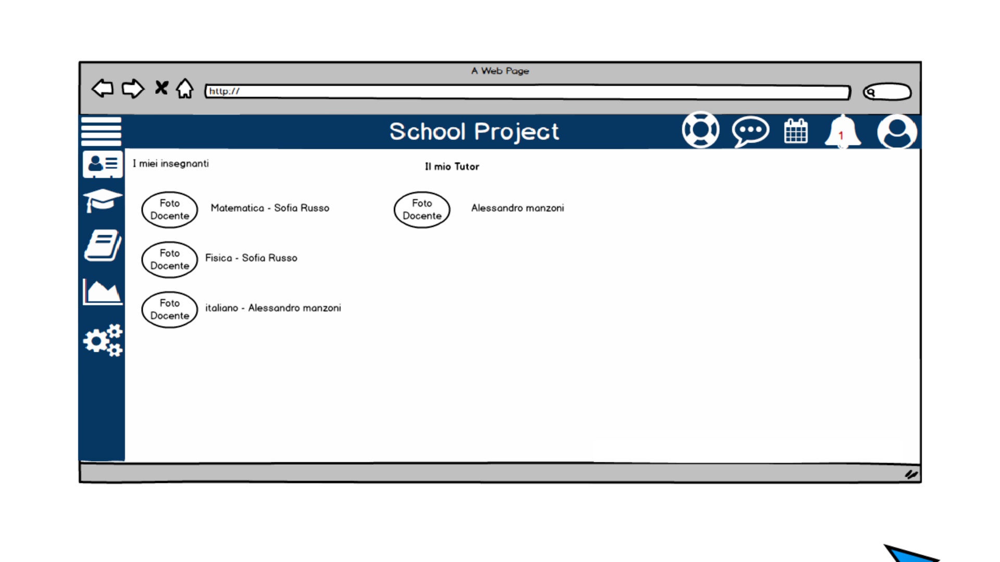 A Web Page
http://
School Project
1
I miei insegnanti
Il mio Tutor
Foto
Docente
Matematica - Sofia Russo
Foto
Docente
Alessandro manzoni
Foto
Docente
Fisica - Sofia Russo
Foto
Docente
italiano - Alessandro manzoni